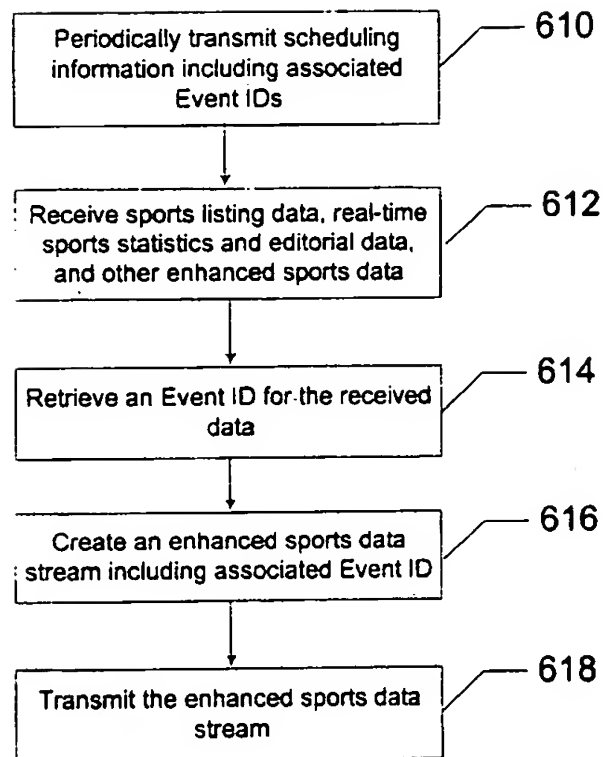 Periodically transmit scheduling
information including associated
Event IDs
610
Receive sports listing data, real-time
sports statistics and editorial data,
and other enhanced sports data
612
Retrieve an Event ID for the received
data
614
Create an enhanced sports data
stream including associated Event ID
616
Transmit the enhanced sports data
stream
618